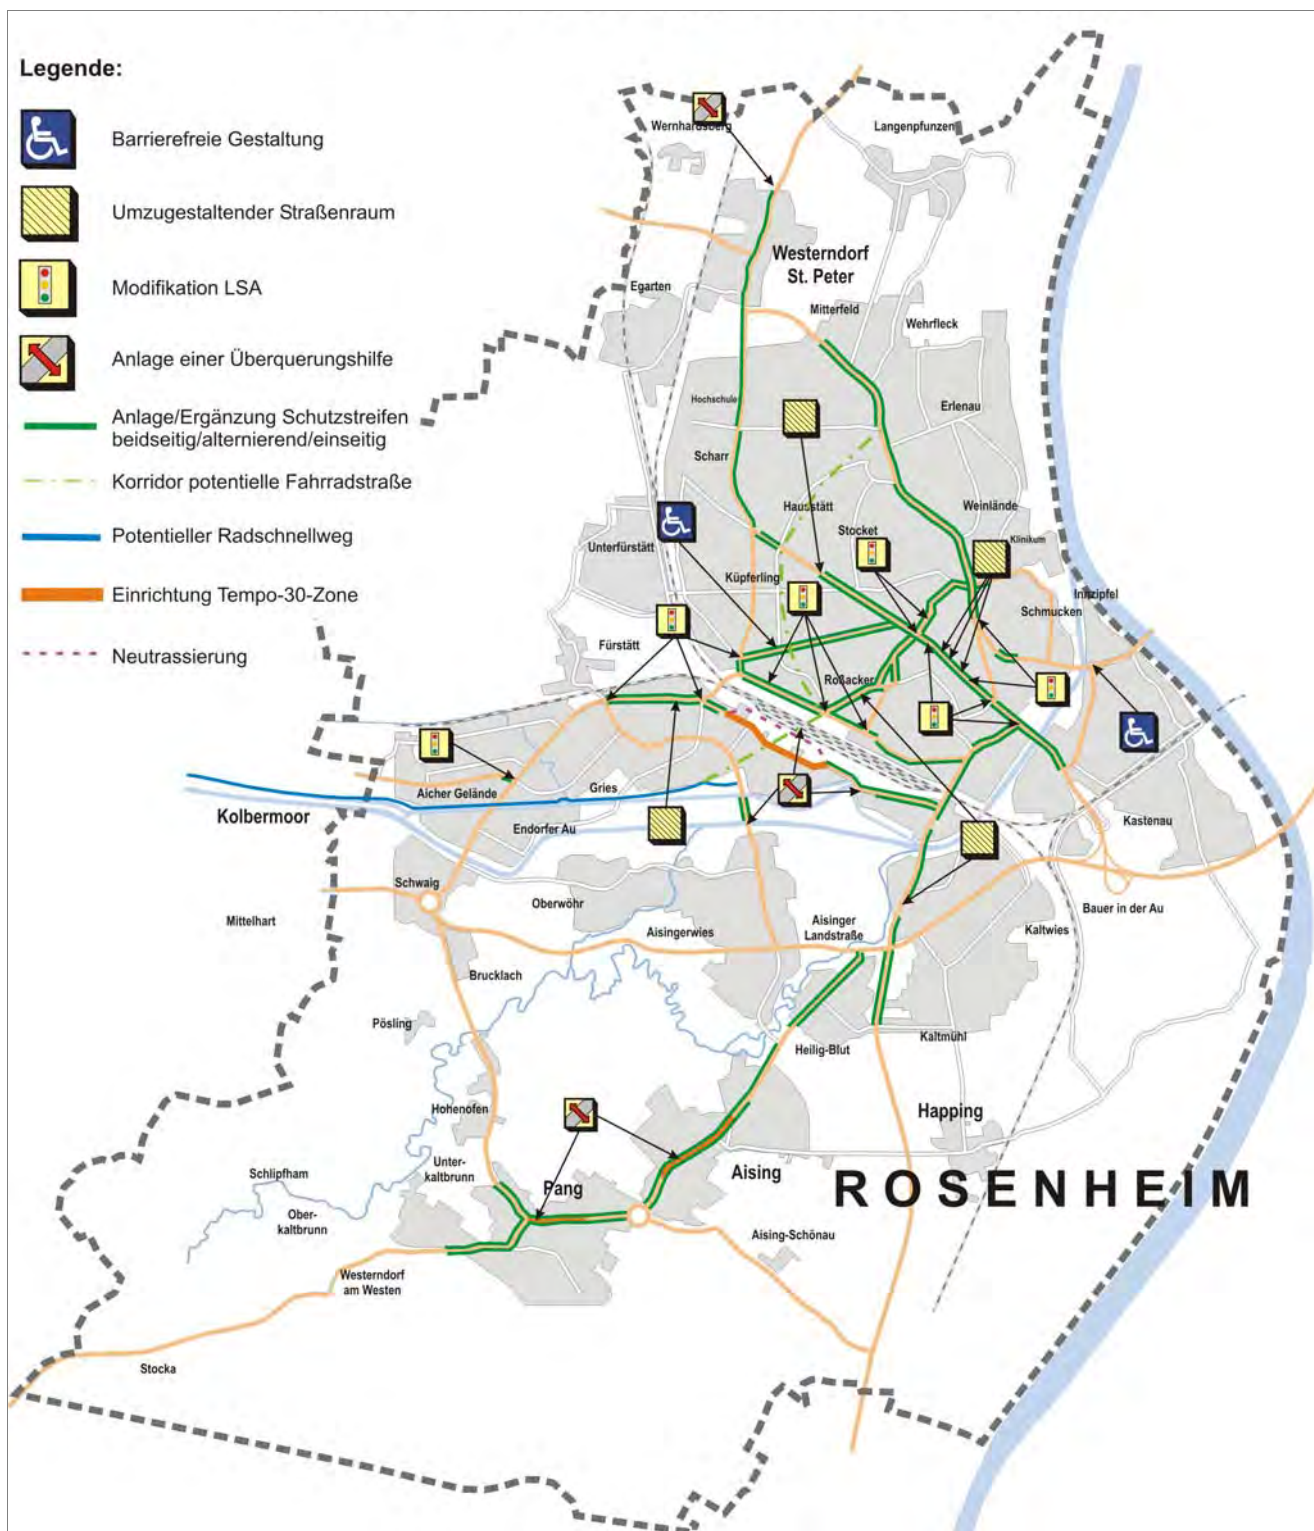 Legende:
Barrierefreie Gestaltung
Umzugestaltender Straßenraum
Modifikation LSA
Anlage einer Überquerungshilfe
Anlage/Ergänzung Schutzstreifen
beidseitig/alternierend/einseitig
Korridor potentielle Fahrradstraße
Potentieller Radschnellweg
Einrichtung Tempo-30-Zone
Neutrassierung
Wernhardsberg
Langenpfunzen
Westerndorf
St. Peter
Egarten
Mitterfeld
Wehrfleck
Hochschule
Erlenau
Scharr
Hausstätt
Weinlände
Stocket
Klinikum
Unterfürstätt
Küpferling
Innzipfel
Schmucken
Fürstätt
Roßacker
Aicher Gelände
Gries
Kolbermoor
Endorfer Au
Kastenau
Schwaig
Oberwöhr
Bauer in der Au
Mittelhart
Aisingerwies
Aisinger
Landstraße
Kaltwies
Brucklach
Pösling
Heilig-Blut
Kaltmühl
Hohenofen
Happing
Unter-
kaltbrunn
Schlipfham
Pang
Aising
ROSENHEIM
Ober-
kaltbrunn
Aising-Schönau
Westerndorf
am Westen
Stocka